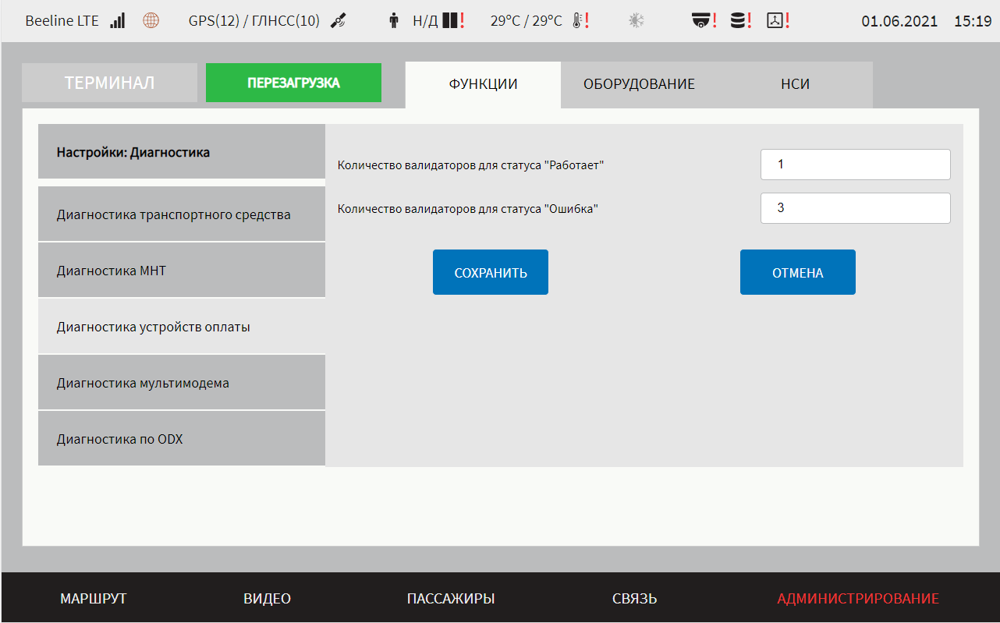 Beeline LTE GPS(12) / ГЛНСС(10) Н/Д ! 29°C / 29°C ! ! ! ! 01.06.2021 15:19
ТЕРМИНАЛ ПЕРЕЗАГРУЗКА ФУНКЦИИ ОБОРУДОВАНИЕ НСИ
Настройки: Диагностика
Количество валидаторов для статуса "Работает" 1
Количество валидаторов для статуса "Ошибка" 3
СОХРАНИТЬ ОТМЕНА
Диагностика транспортного средства
Диагностика МНТ
Диагностика устройств оплаты
Диагностика мультимодема
Диагностика по ODX
МАРШРУТ ВИДЕО ПАССАЖИРЫ СВЯЗЬ АДМИНИСТРИРОВАНИЕ